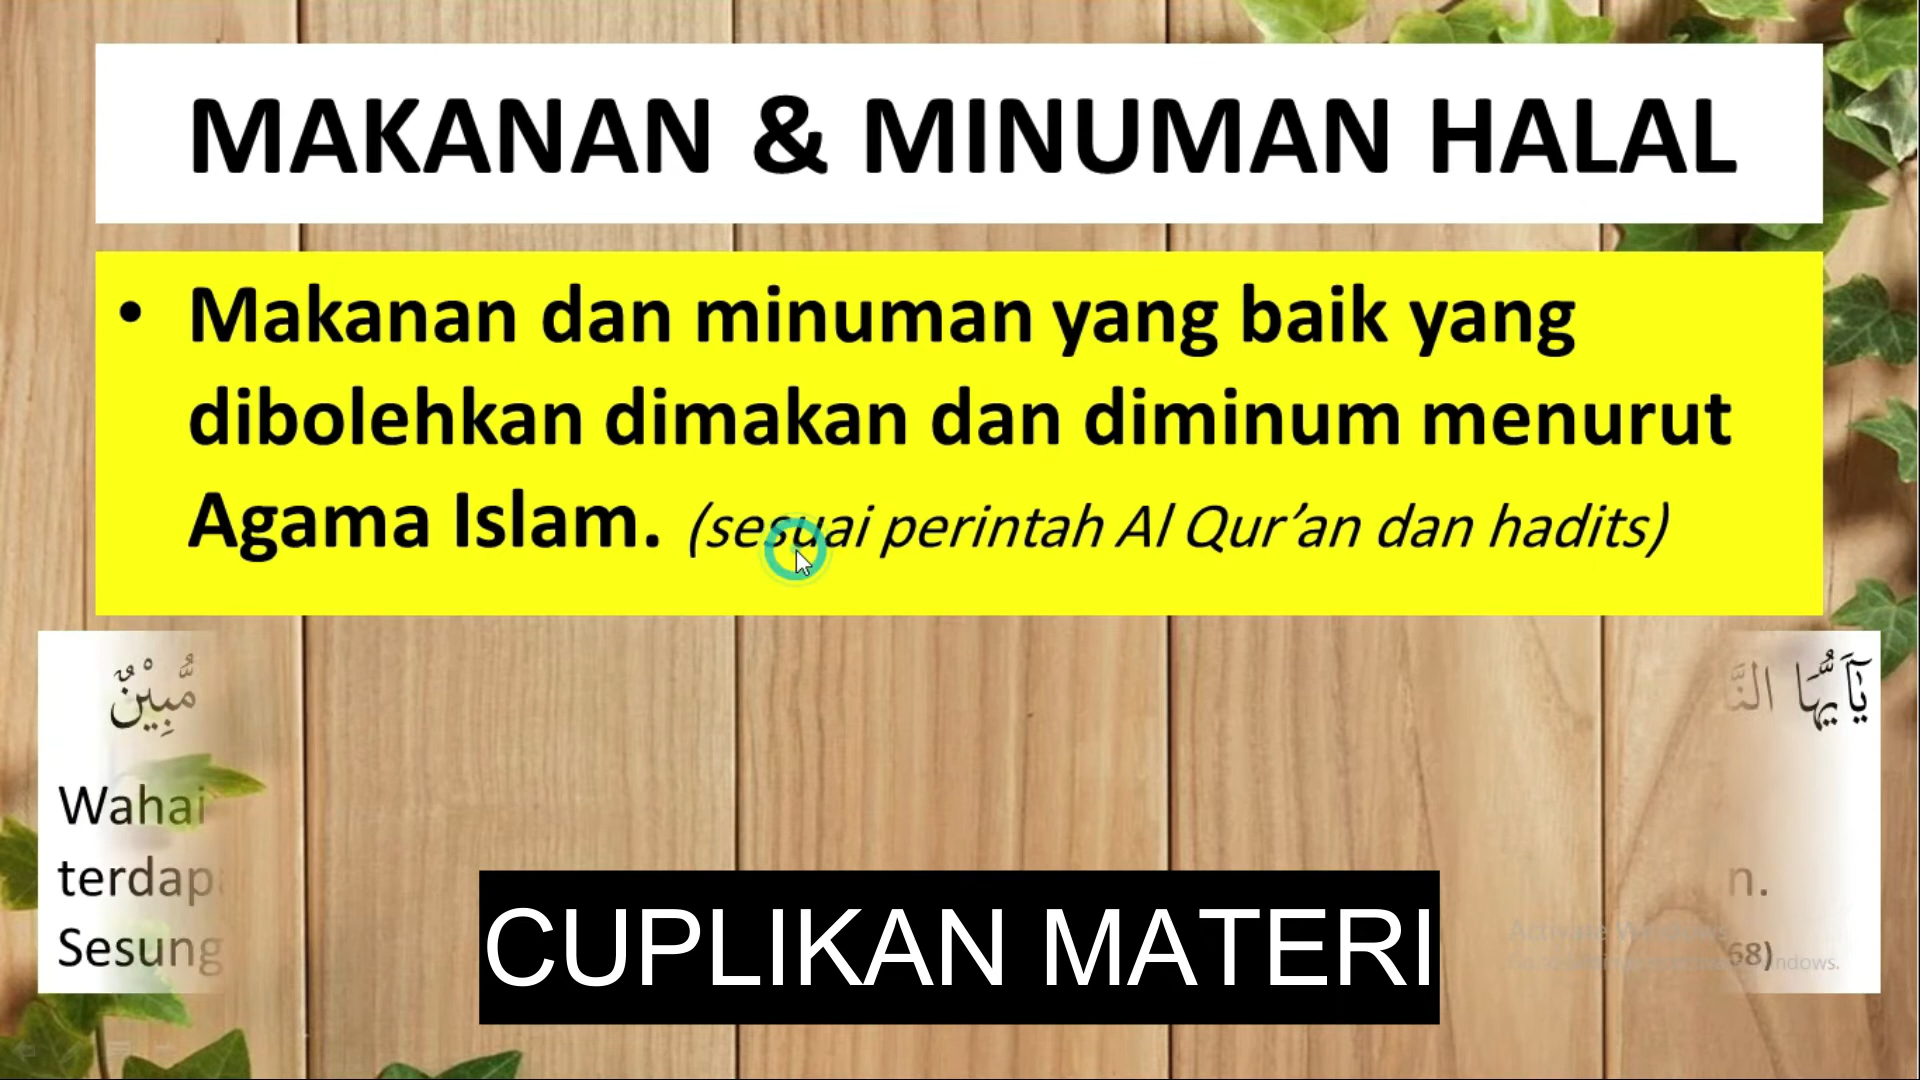 MAKANAN & MINUMAN HALAL
• Makanan dan minuman yang baik yang
dibolehkan dimakan dan diminum menurut
Agama Islam. (sesuai perintah Al Qur’an dan hadits)
يٰٓاَيُّهَا النَّ
مُّبِيْنٌ
Wahai
terdap
n.
Sesung
68)
CUPLIKAN MATERI